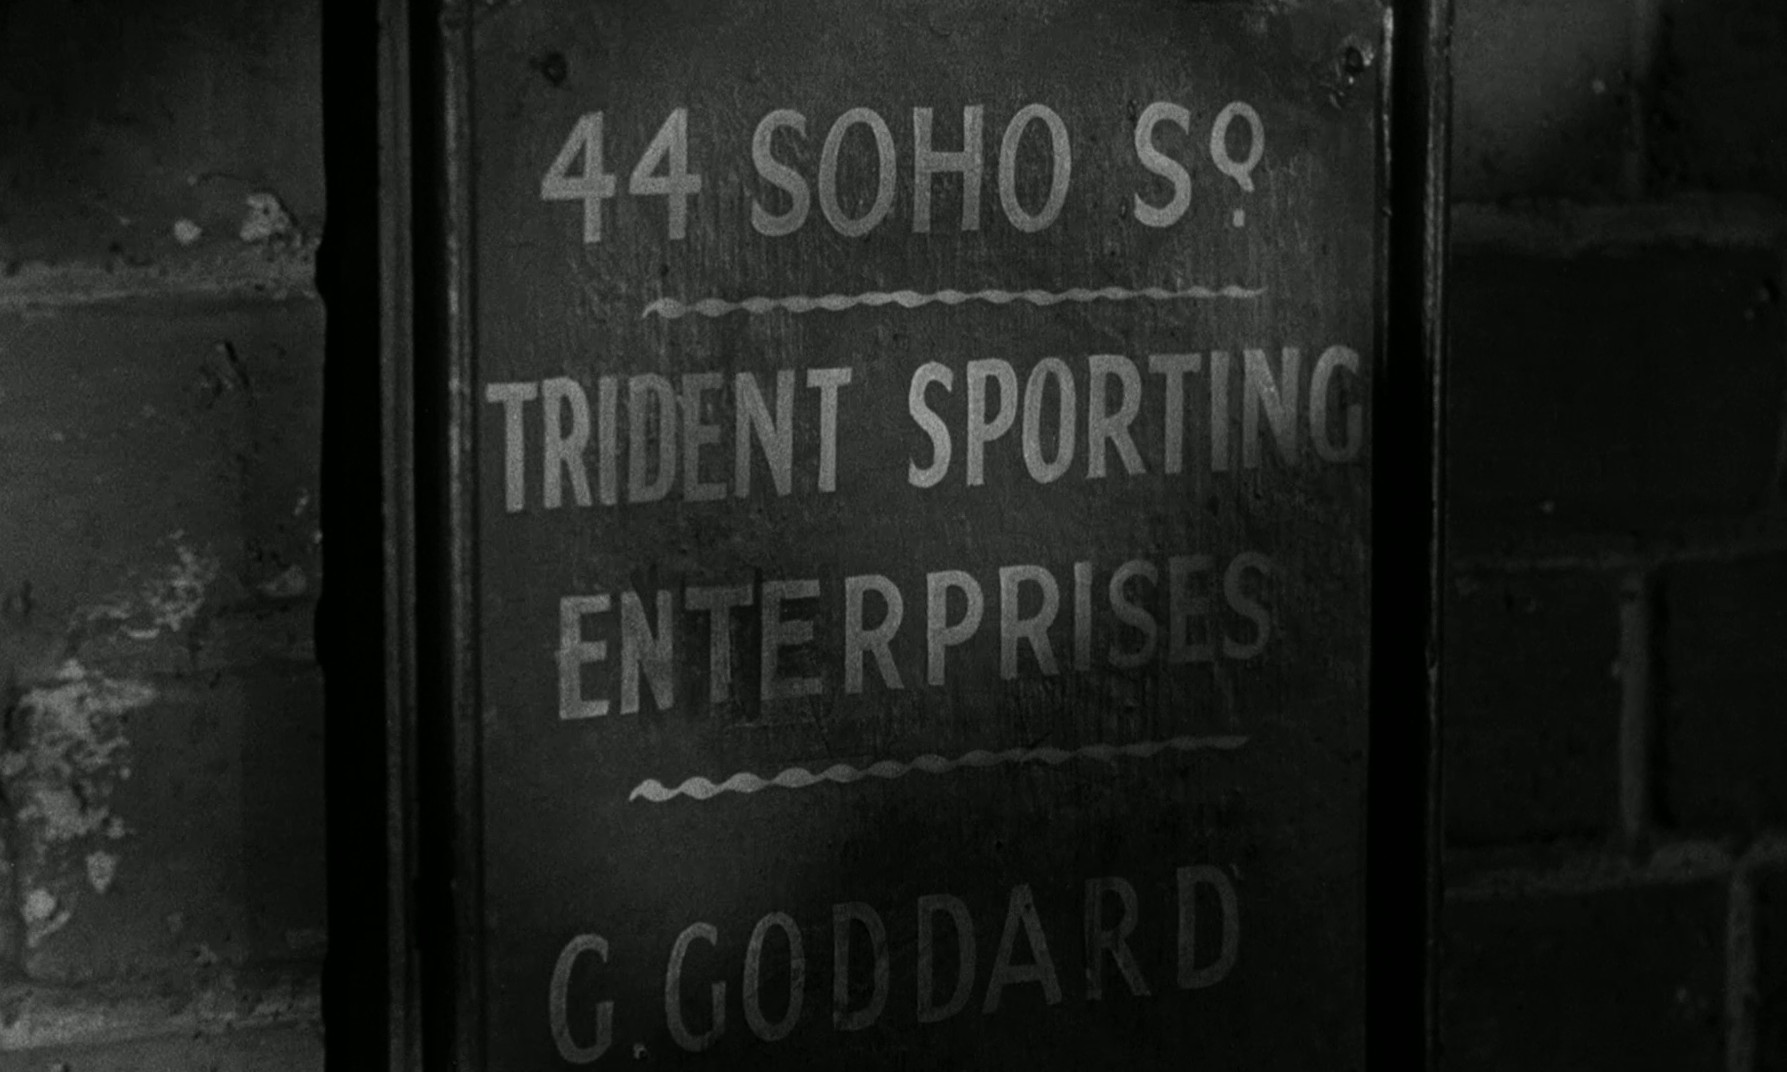 44 SOHO SQ.
TRIDENT SPORTING
ENTERPRISES
G. GODDARD